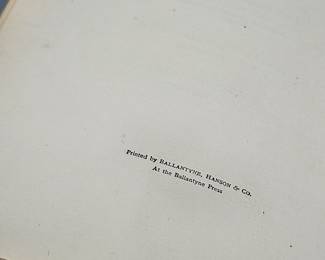 Printed by BALLANTYNE, HANSON & CO.
At the Ballantyne Press